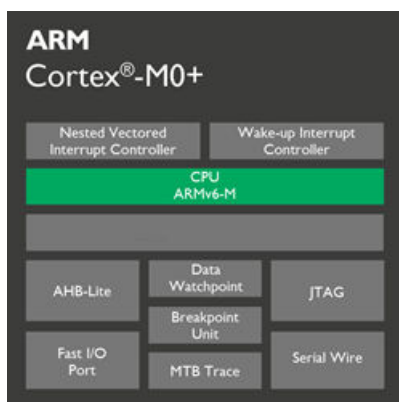 ARM
Cortex®-M0+
Nested Vectored
Interrupt Controller
Wake-up Interrupt
Controller
CPU
ARMv6-M
AHB-Lite
Data
Watchpoint
JTAG
Breakpoint
Unit
Fast I/O
Port
MTB Trace
Serial Wire